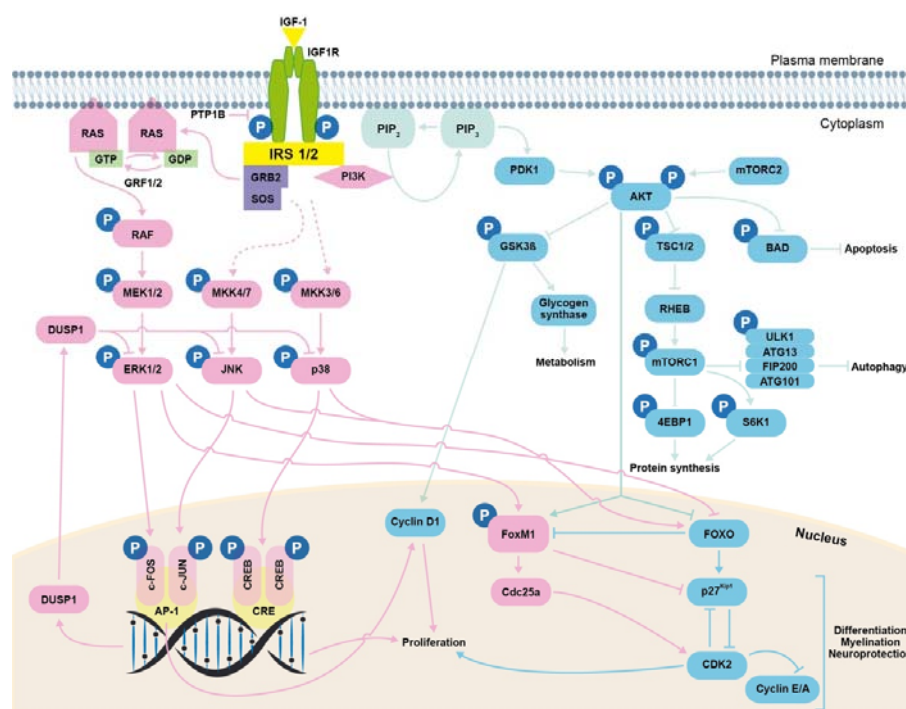 IGF-1
IGF1R
Plasma membrane
Cytoplasm
PTP1B
RAS
RAS
GTP
GDP
GRF1/2
P
P
IRS 1/2
GRB2
SOS
PI3K
PIP2
PIP3
PDK1
P
P
AKT
mTORC2
P
RAF
P
GSK3ß
P
TSC1/2
P
BAD
Apoptosis
P
MEK1/2
P
MKK4/7
P
MKK3/6
Glycogen
synthase
RHEB
DUSP1
Metabolism
P
ERK1/2
P
JNK
P
p38
P
mTORC1
P
ULK1
ATG13
FIP200
ATG101
Autophagy
P
4EBP1
P
S6K1
Protein synthesis
Nucleus
Cyclin D1
P
FoxM1
FOXO
P
P
P
P
c-FOS
c-JUN
CREB
CREB
AP-1
CRE
DUSP1
Cdc25a
p27Kip1
Proliferation
CDK2
Cyclin E/A
Differentiation
Myelination
Neuroprotection